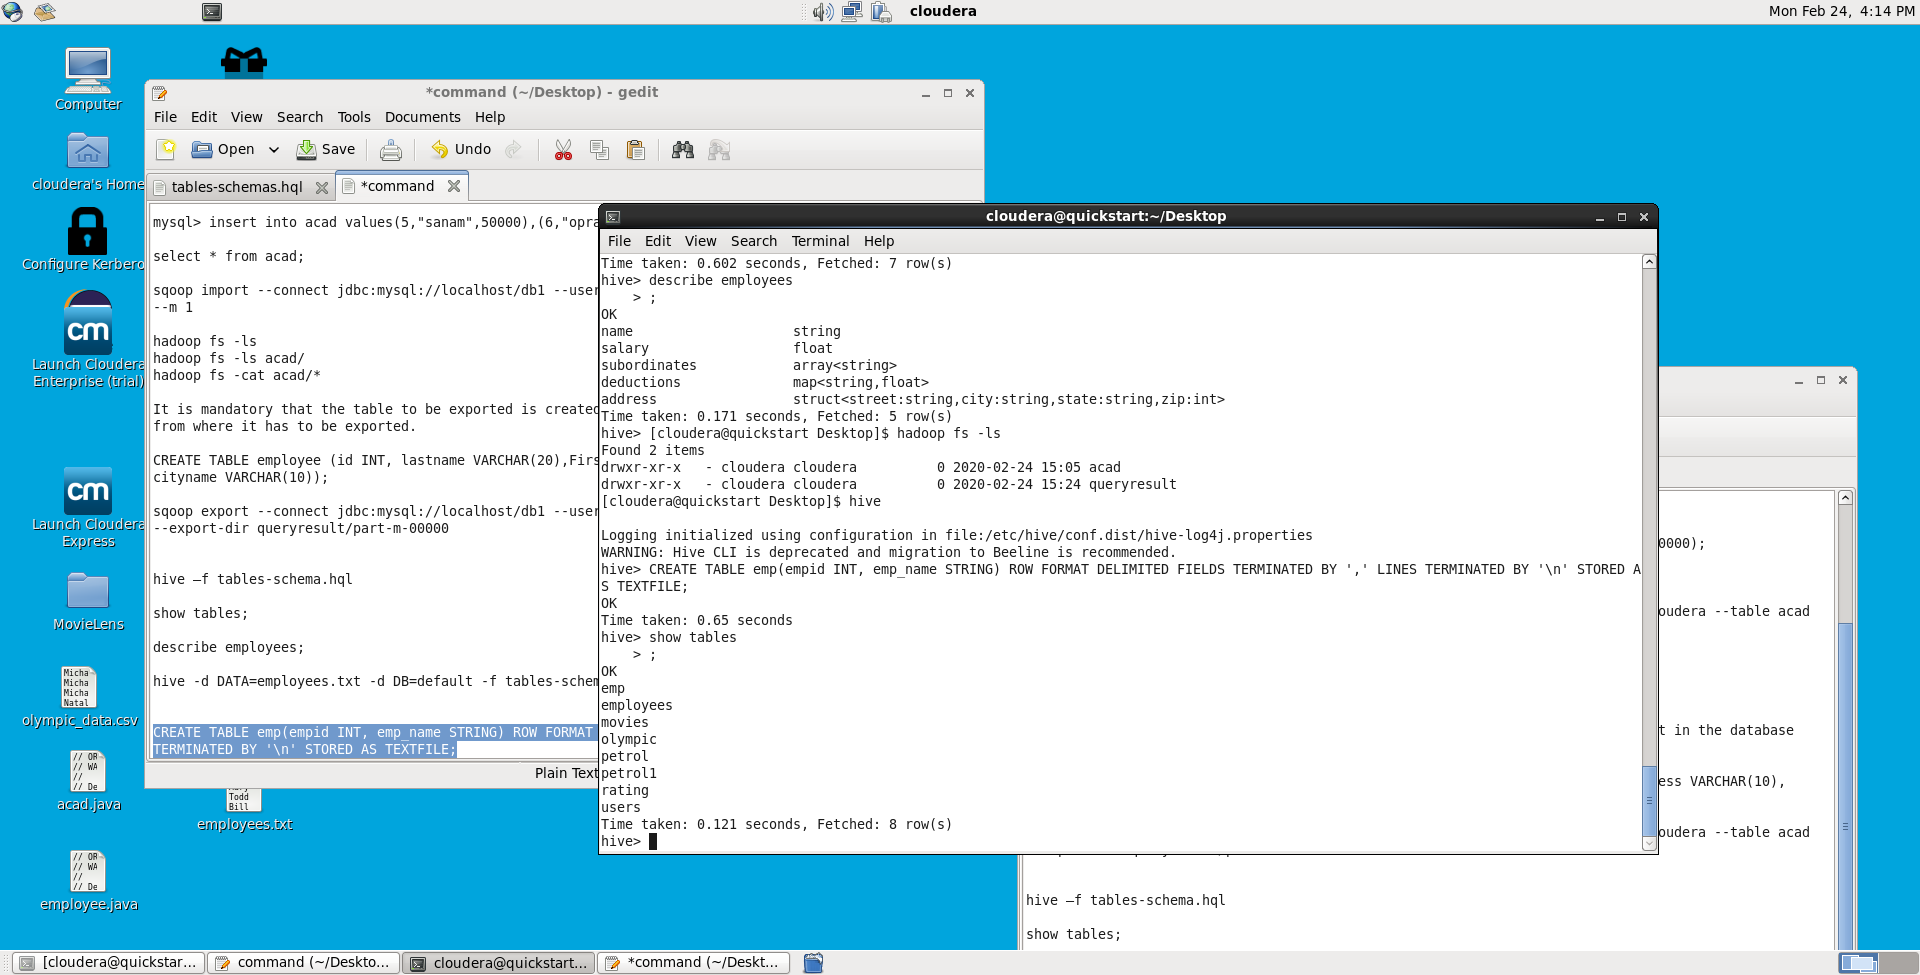 cloudera
Mon Feb 24, 4:14 PM
Computer
cloudera's Home
Configure Kerbero
cm
Launch Cloudera
Enterprise (trial)
cm
Launch Cloudera
Express
MovieLens
Micha
Micha
Micha
Natal
olympic_data.csv
// OR
// WA
//
// De
acad.java
// OR
// WA
//
// De
employee.java
Todd
Bill
employees.txt
*command (~/Desktop) - gedit
File Edit View Search Tools Documents Help
Open Save Undo
tables-schemas.hql *command
mysql> insert into acad values(5,"sanam",50000),(6,"opra
select * from acad;
sqoop import --connect jdbc:mysql://localhost/db1 --user
--m 1
hadoop fs -ls
hadoop fs -ls acad/
hadoop fs -cat acad/*
It is mandatory that the table to be exported is created
from where it has to be exported.
CREATE TABLE employee (id INT, lastname VARCHAR(20),Firs
cityname VARCHAR(10));
sqoop export --connect jdbc:mysql://localhost/db1 --user
--export-dir queryresult/part-m-00000
hive –f tables-schema.hql
show tables;
describe employees;
hive -d DATA=employees.txt -d DB=default -f tables-schem
CREATE TABLE emp(empid INT, emp_name STRING) ROW FORMAT
TERMINATED BY '\n' STORED AS TEXTFILE;
Plain Text
cloudera@quickstart:~/Desktop
File Edit View Search Terminal Help
Time taken: 0.602 seconds, Fetched: 7 row(s)
hive> describe employees
    > ;
OK
name                    string
salary                  float
subordinates            array<string>
deductions              map<string,float>
address                 struct<street:string,city:string,state:string,zip:int>
Time taken: 0.171 seconds, Fetched: 5 row(s)
hive> [cloudera@quickstart Desktop]$ hadoop fs -ls
Found 2 items
drwxr-xr-x   - cloudera cloudera          0 2020-02-24 15:05 acad
drwxr-xr-x   - cloudera cloudera          0 2020-02-24 15:24 queryresult
[cloudera@quickstart Desktop]$ hive
Logging initialized using configuration in file:/etc/hive/conf.dist/hive-log4j.properties
WARNING: Hive CLI is deprecated and migration to Beeline is recommended.
hive> CREATE TABLE emp(empid INT, emp_name STRING) ROW FORMAT DELIMITED FIELDS TERMINATED BY ',' LINES TERMINATED BY '\n' STORED A
S TEXTFILE;
OK
Time taken: 0.65 seconds
hive> show tables
    > ;
OK
emp
employees
movies
olympic
petrol
petrol1
rating
users
Time taken: 0.121 seconds, Fetched: 8 row(s)
hive>
0000);
oudera --table acad
t in the database
ess VARCHAR(10),
oudera --table acad
hive –f tables-schema.hql
show tables;
[cloudera@quickstar... command (~/Deskto... cloudera@quickstart... *command (~/Deskt...